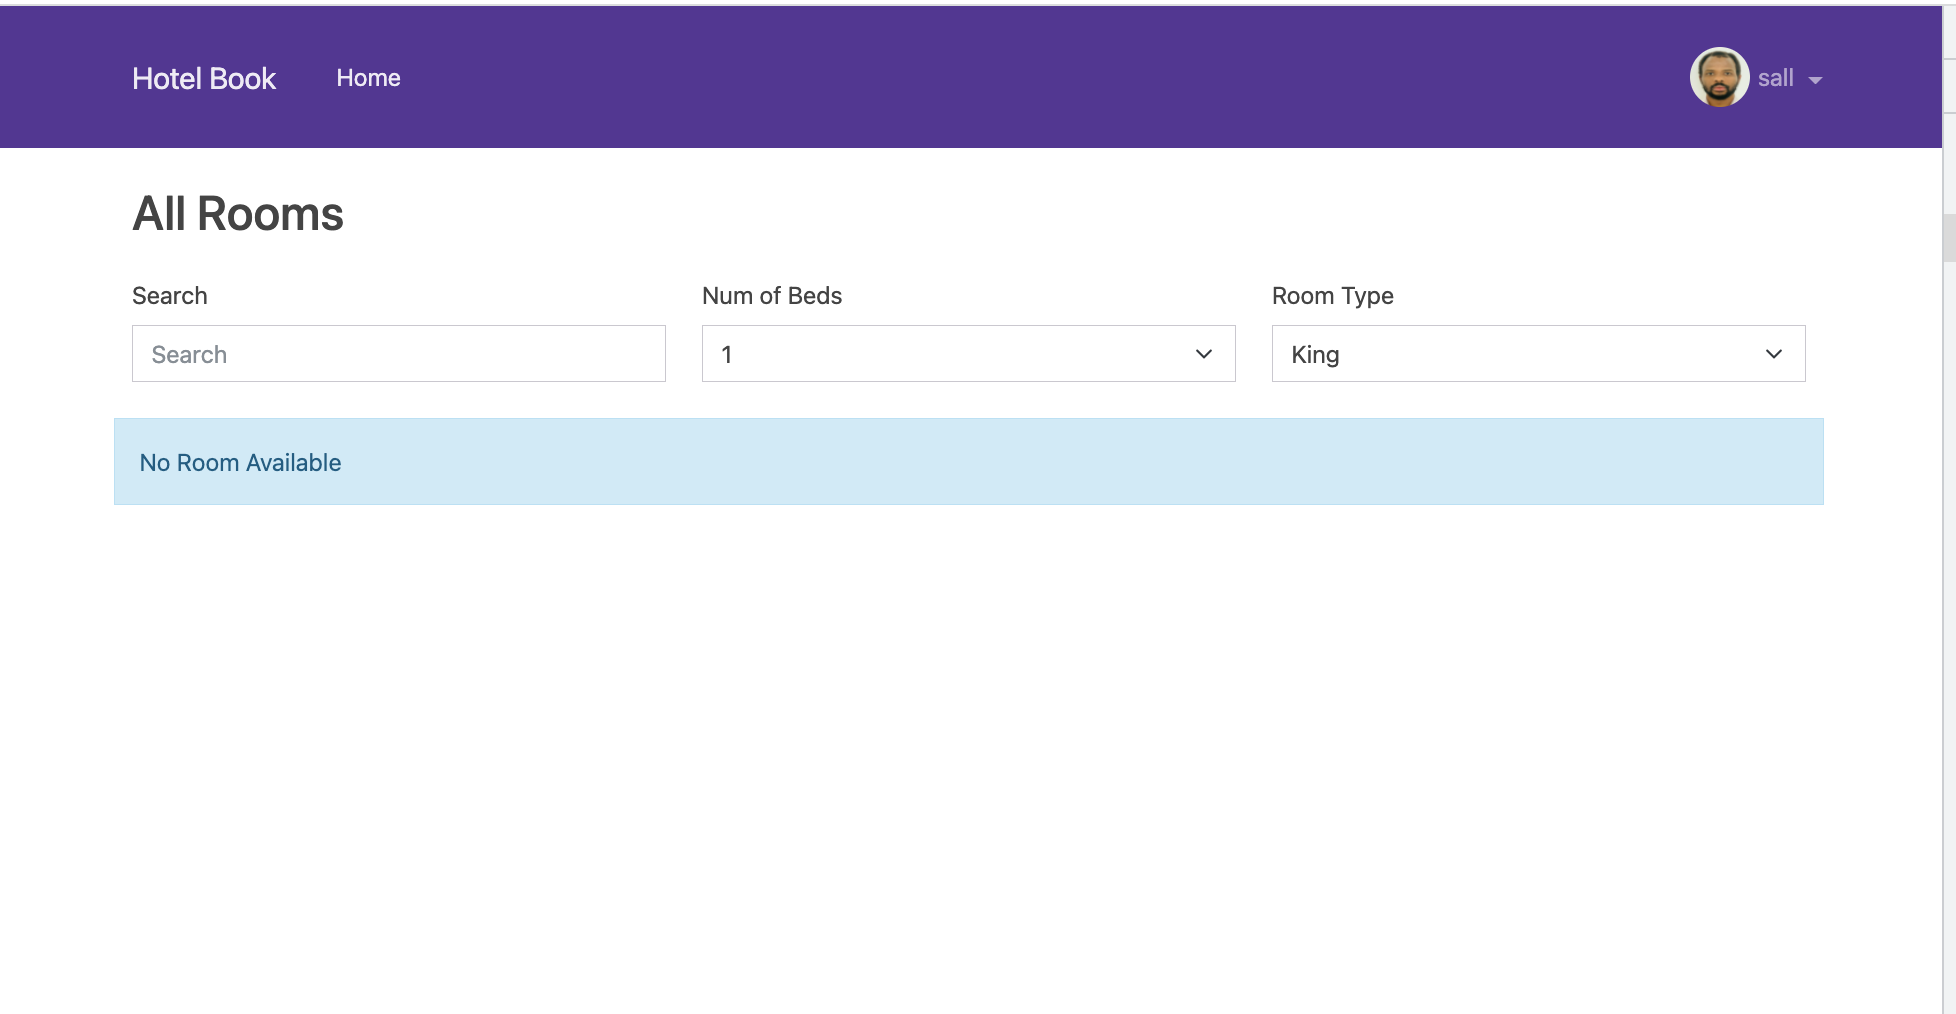 Hotel Book Home sall
All Rooms
Search Num of Beds Room Type
Search 1 King
No Room Available